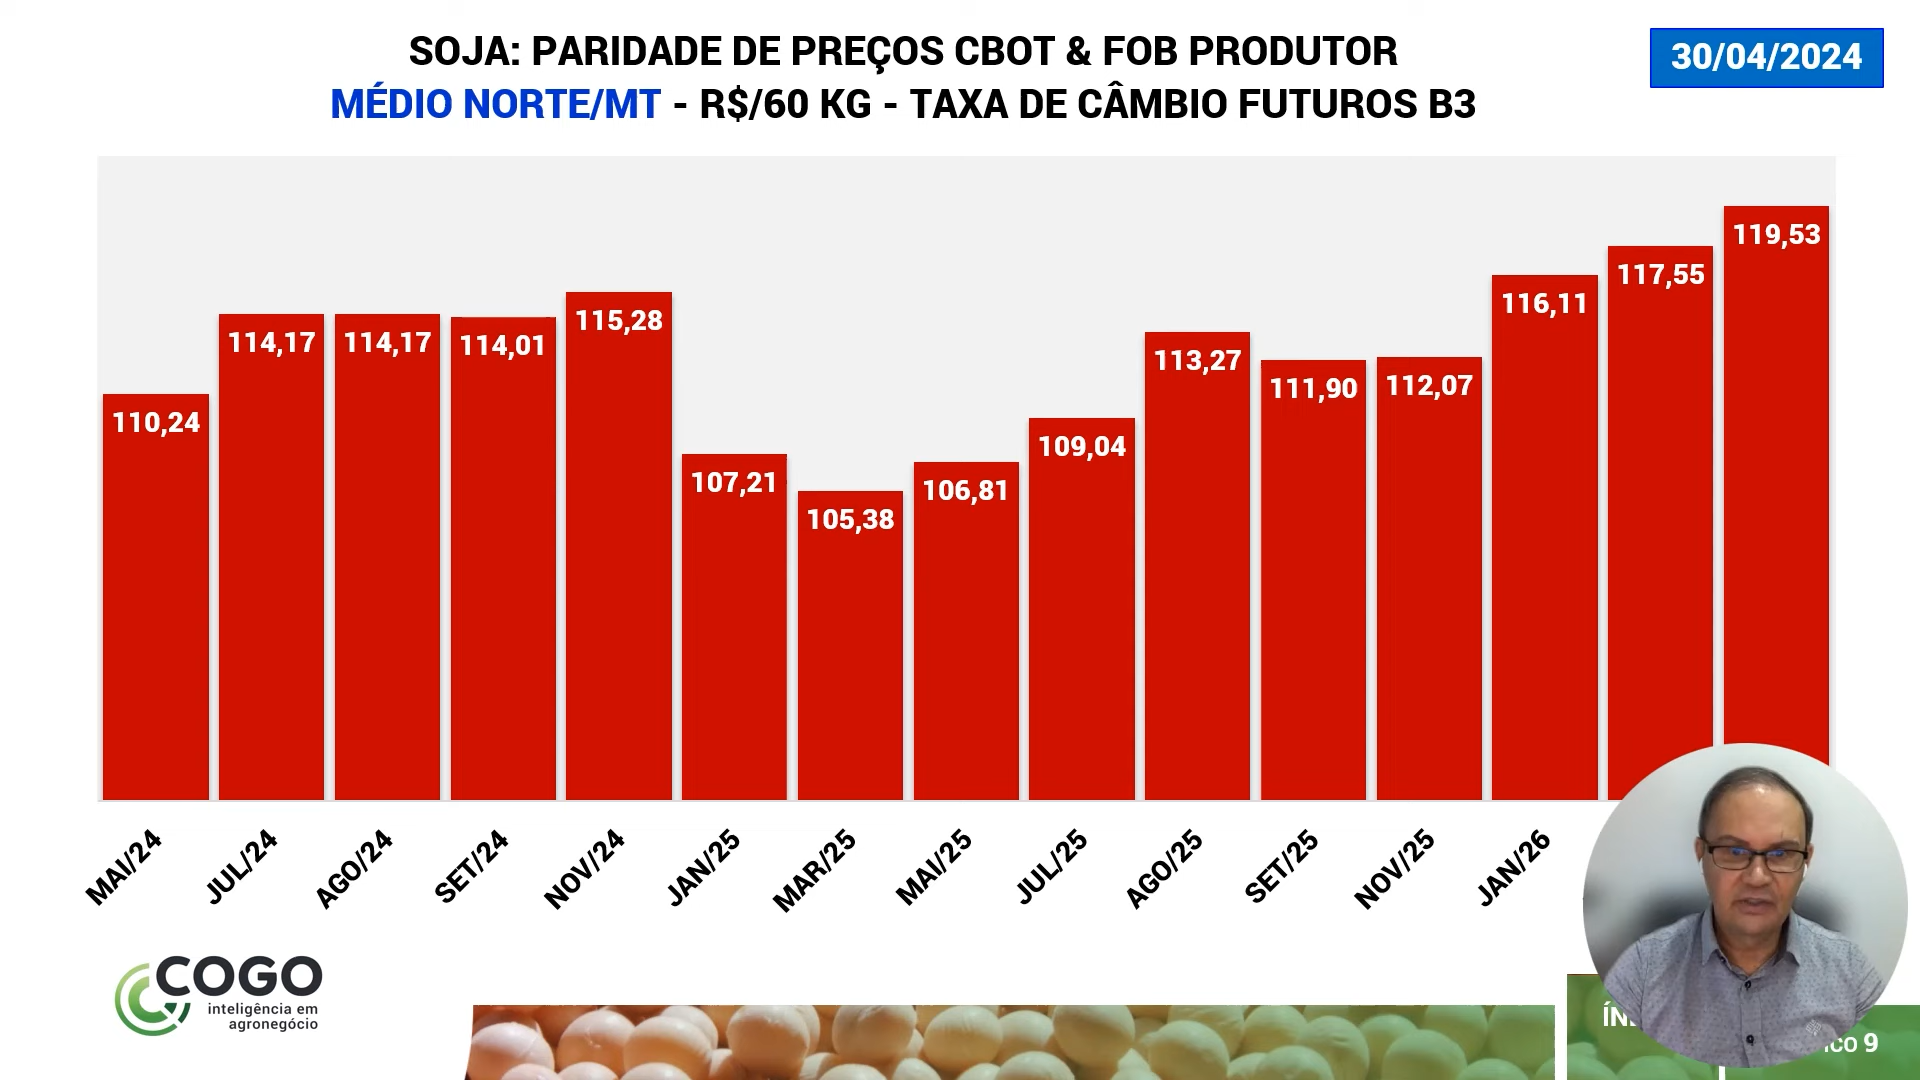 SOJA: PARIDADE DE PREÇOS CBOT & FOB PRODUTOR
MÉDIO NORTE/MT - R$/60 KG - TAXA DE CÂMBIO FUTUROS B3
30/04/2024
110,24
114,17
114,17
114,01
115,28
107,21
105,38
106,81
109,04
113,27
111,90
112,07
116,11
117,55
119,53
MAI/24
JUL/24
AGO/24
SET/24
NOV/24
JAN/25
MAR/25
MAI/25
JUL/25
AGO/25
SET/25
NOV/25
JAN/26
COGO
inteligência em
agronegócio
9